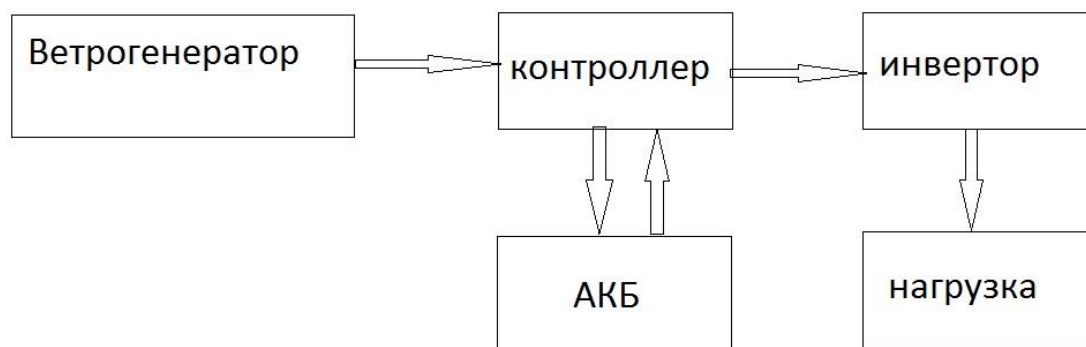 Ветрогенератор
контроллер
инвертор
АКБ
нагрузка